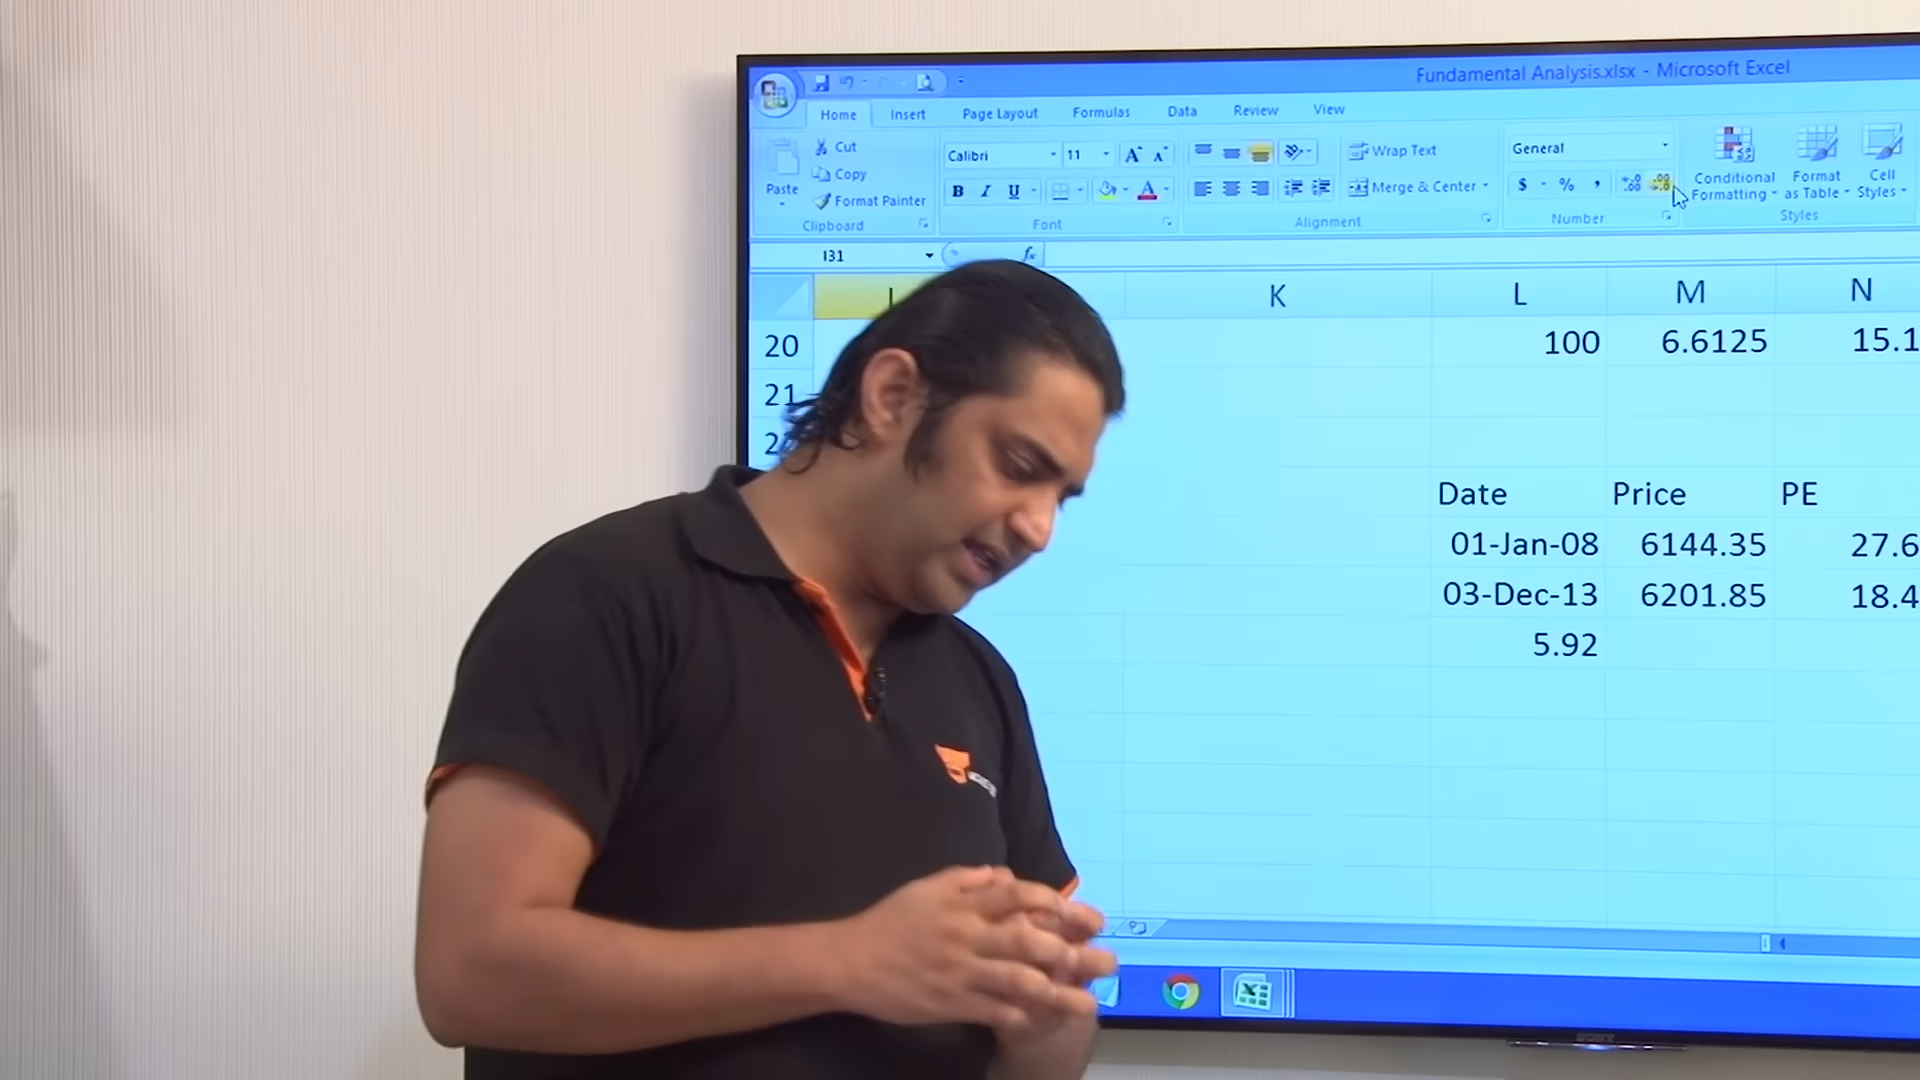 Fundamental Analysis.xlsx - Microsoft Excel
Home Insert Page Layout Formulas Data Review View
Paste
Cut
Copy
Format Painter
Clipboard
Calibri 11
B I U
Font
Wrap Text
Merge & Center
Alignment
General
$ % ,
Number
Conditional Formatting
Format as Table
Cell Styles
Styles
I31 fx
K L M N
20 100 6.6125 15.1
21
Date Price PE
01-Jan-08 6144.35 27.6
03-Dec-13 6201.85 18.4
5.92
SONY